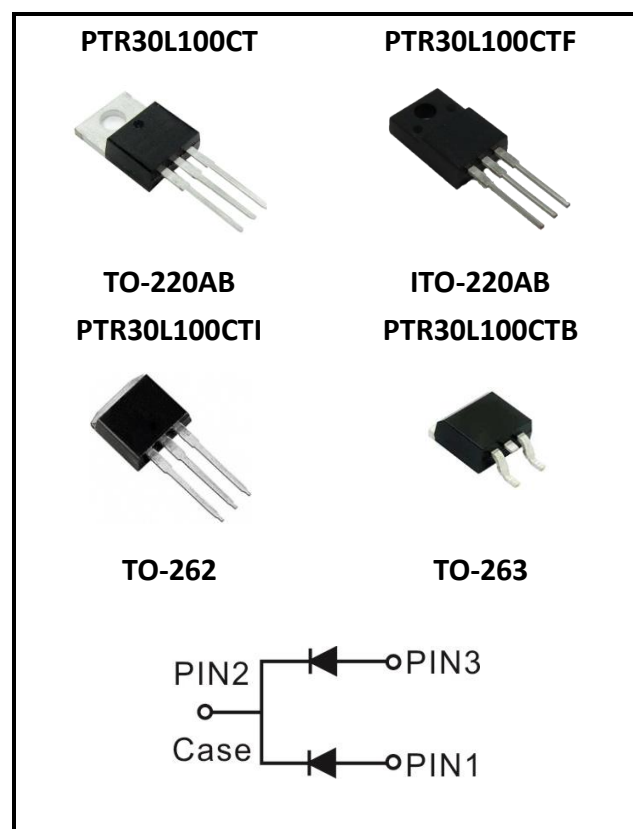 PTR30L100CT PTR30L100CTF
TO-220AB ITO-220AB
PTR30L100CTI PTR30L100CTB
TO-262 TO-263
PIN2 PIN3
Case PIN1